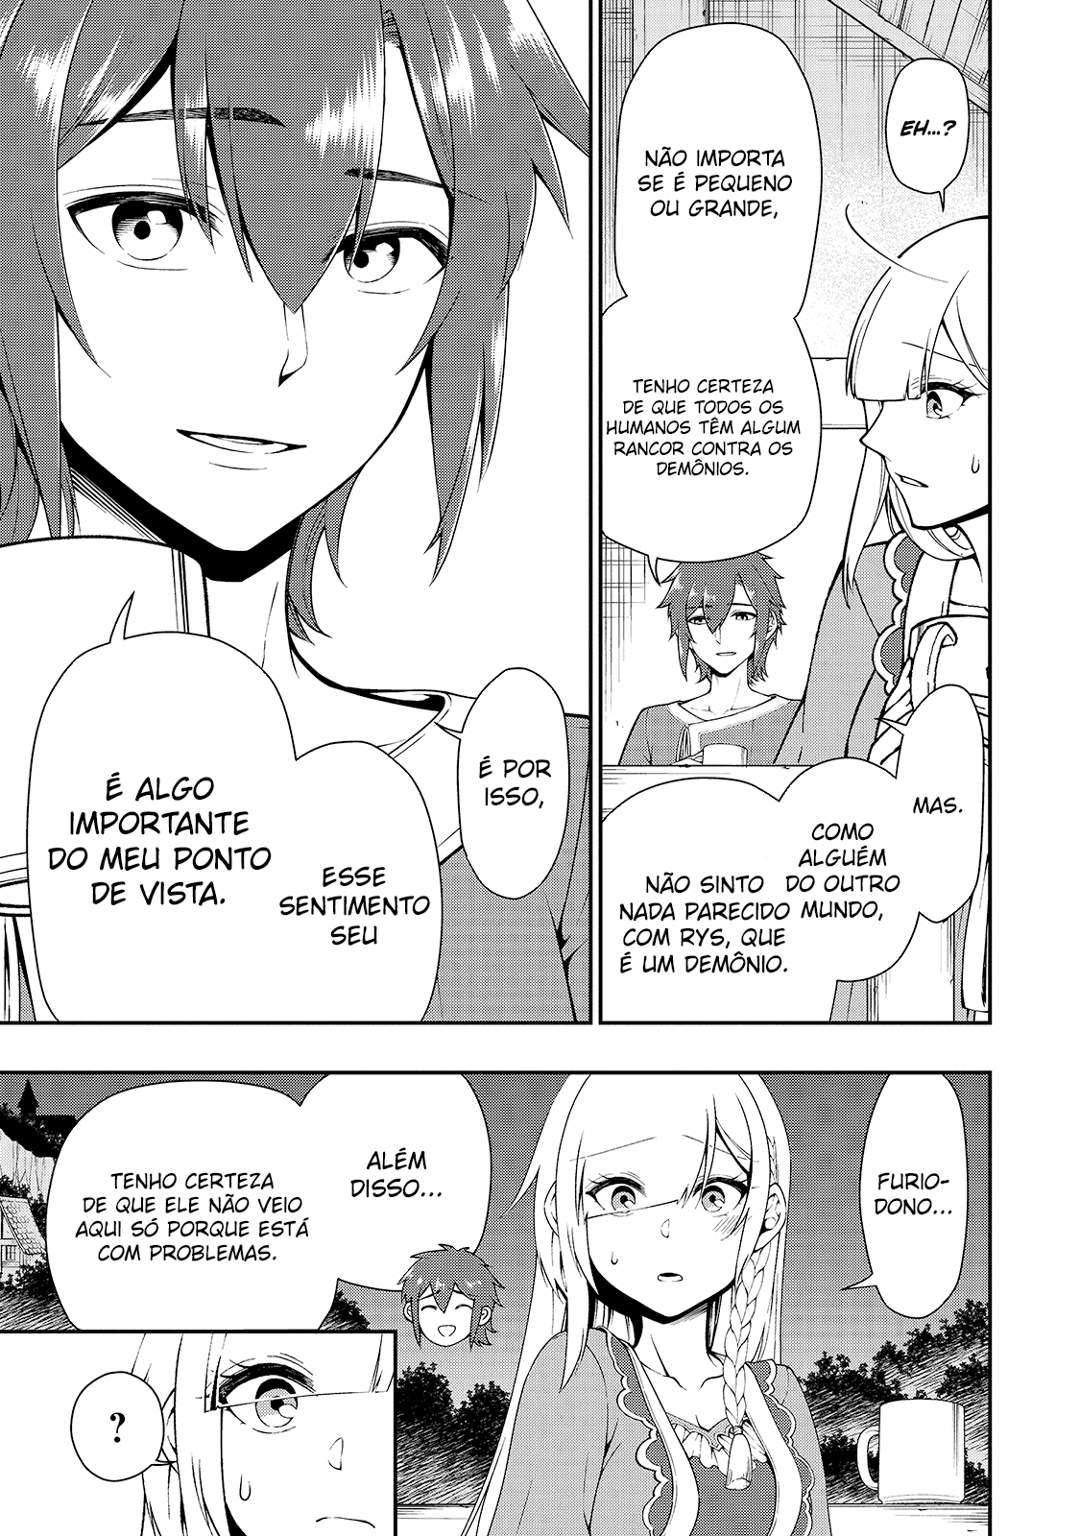 EH...?
NÃO IMPORTA
SE É PEQUENO
OU GRANDE,
TENHO CERTEZA
DE QUE TODOS OS
HUMANOS TÊM ALGUM
RANCOR CONTRA OS
DEMÔNIOS.
MAS.
COMO
ALGUÉM
DO OUTRO
MUNDO,
NÃO SINTO
NADA PARECIDO
COM RYS, QUE
É UM DEMÔNIO.
É POR
ISSO,
ESSE
SENTIMENTO
SEU
É ALGO
IMPORTANTE
DO MEU PONTO
DE VISTA.
FURIO-
DONO...
ALÉM
DISSO...
TENHO CERTEZA
DE QUE ELE NÃO VEIO
AQUI SÓ PORQUE ESTÁ
COM PROBLEMAS.
?